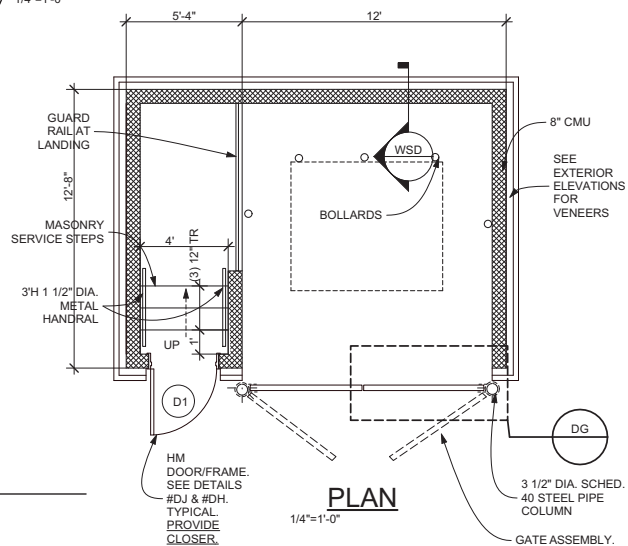 1/4"=1'-0"
5'-4"
12'
GUARD
RAIL AT
LANDING
12'-8"
WSD
8" CMU
SEE
EXTERIOR
ELEVATIONS
FOR
VENEERS
BOLLARDS
MASONRY
SERVICE STEPS
4'
(3) 12" TR
3'H 1 1/2" DIA.
METAL
HANDRAL
UP
1'
D1
DG
HM
DOOR/FRAME.
SEE DETAILS
#DJ & #DH.
TYPICAL.
PROVIDE
CLOSER.
PLAN
1/4"=1'-0"
3 1/2" DIA. SCHED.
40 STEEL PIPE
COLUMN
GATE ASSEMBLY.